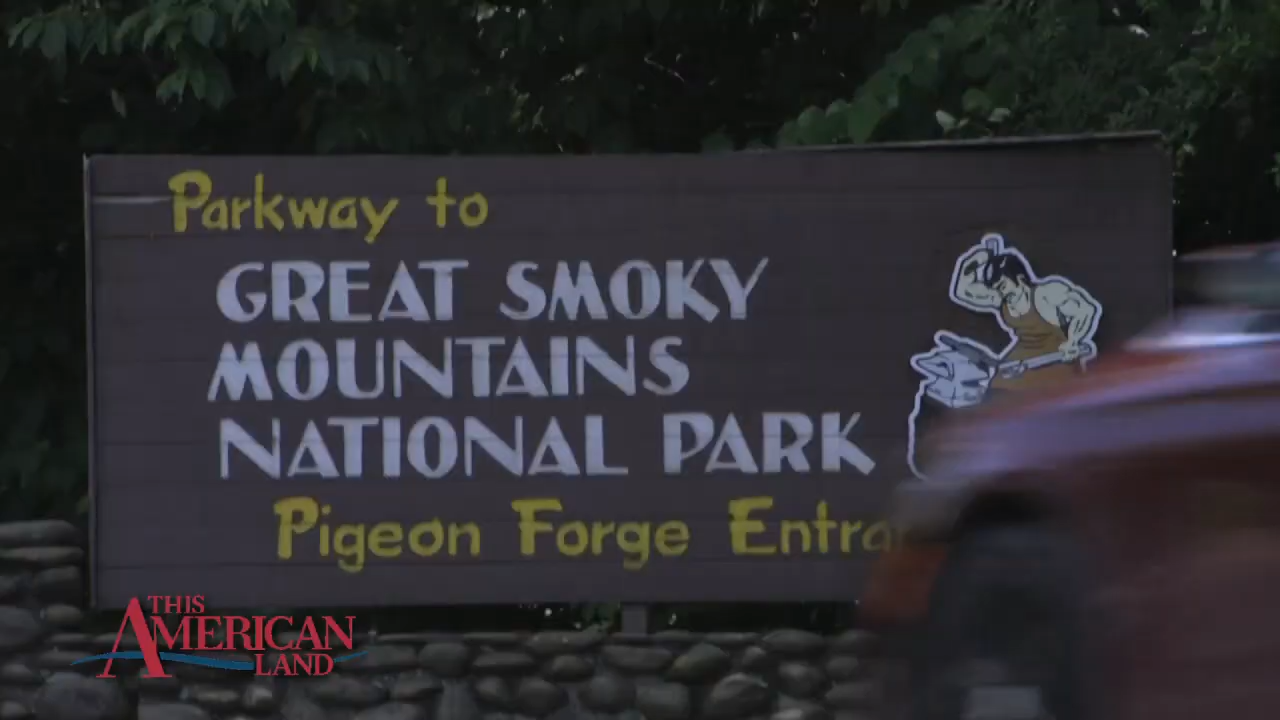 Parkway to
GREAT SMOKY
MOUNTAINS
NATIONAL PARK
Pigeon Forge
THIS
AMERICAN
LAND